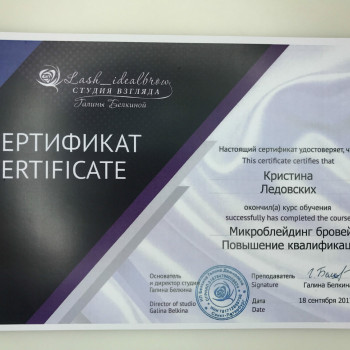 Lash_idealbrow
СТУДИЯ ВЗГЛЯДА
Галины Белкиной
ЕРТИФИКАТ
ERTIFICATE
Настоящий сертификат удостоверяет, ч
This certificate certifies that
Кристина
Ледовских
окончил(а) курс обучения
successfully has completed the course
Микроблейдинг бровей
Повышение квалификац
Основатель
и директор студии
Галина Белкина
Director of studio
Galina Belkina
Преподаватель
Signature
Галина Белкин
Дата
Date
18 сентября 201